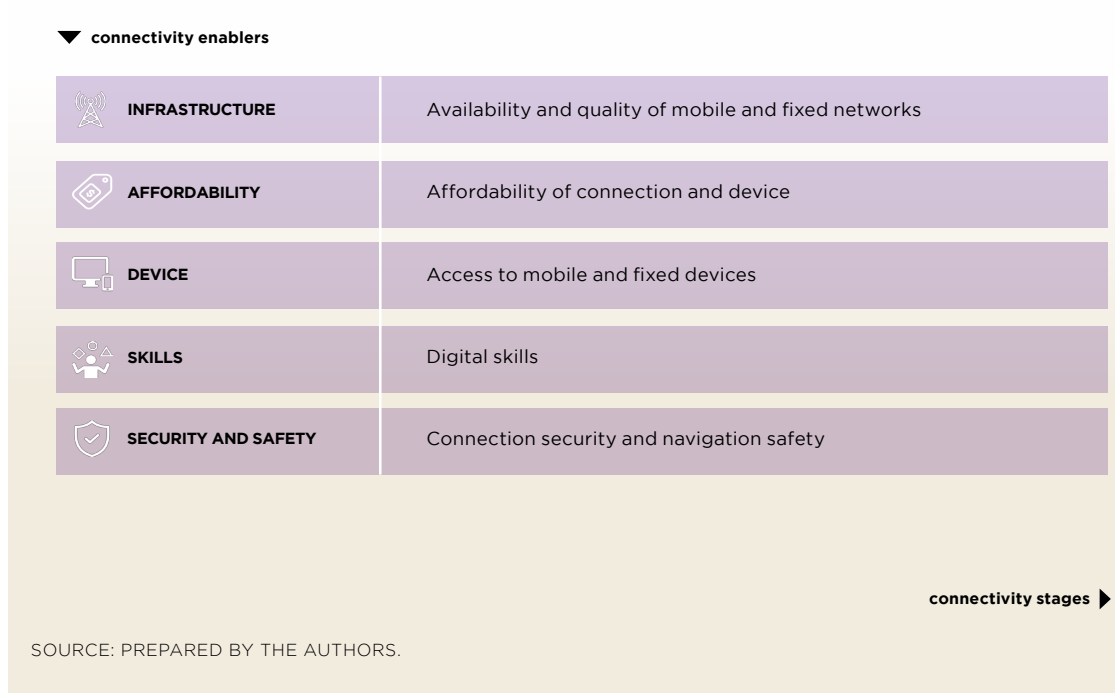 connectivity enablers
INFRASTRUCTURE
Availability and quality of mobile and fixed networks
AFFORDABILITY
Affordability of connection and device
DEVICE
Access to mobile and fixed devices
SKILLS
Digital skills
SECURITY AND SAFETY
Connection security and navigation safety
connectivity stages
SOURCE: PREPARED BY THE AUTHORS.